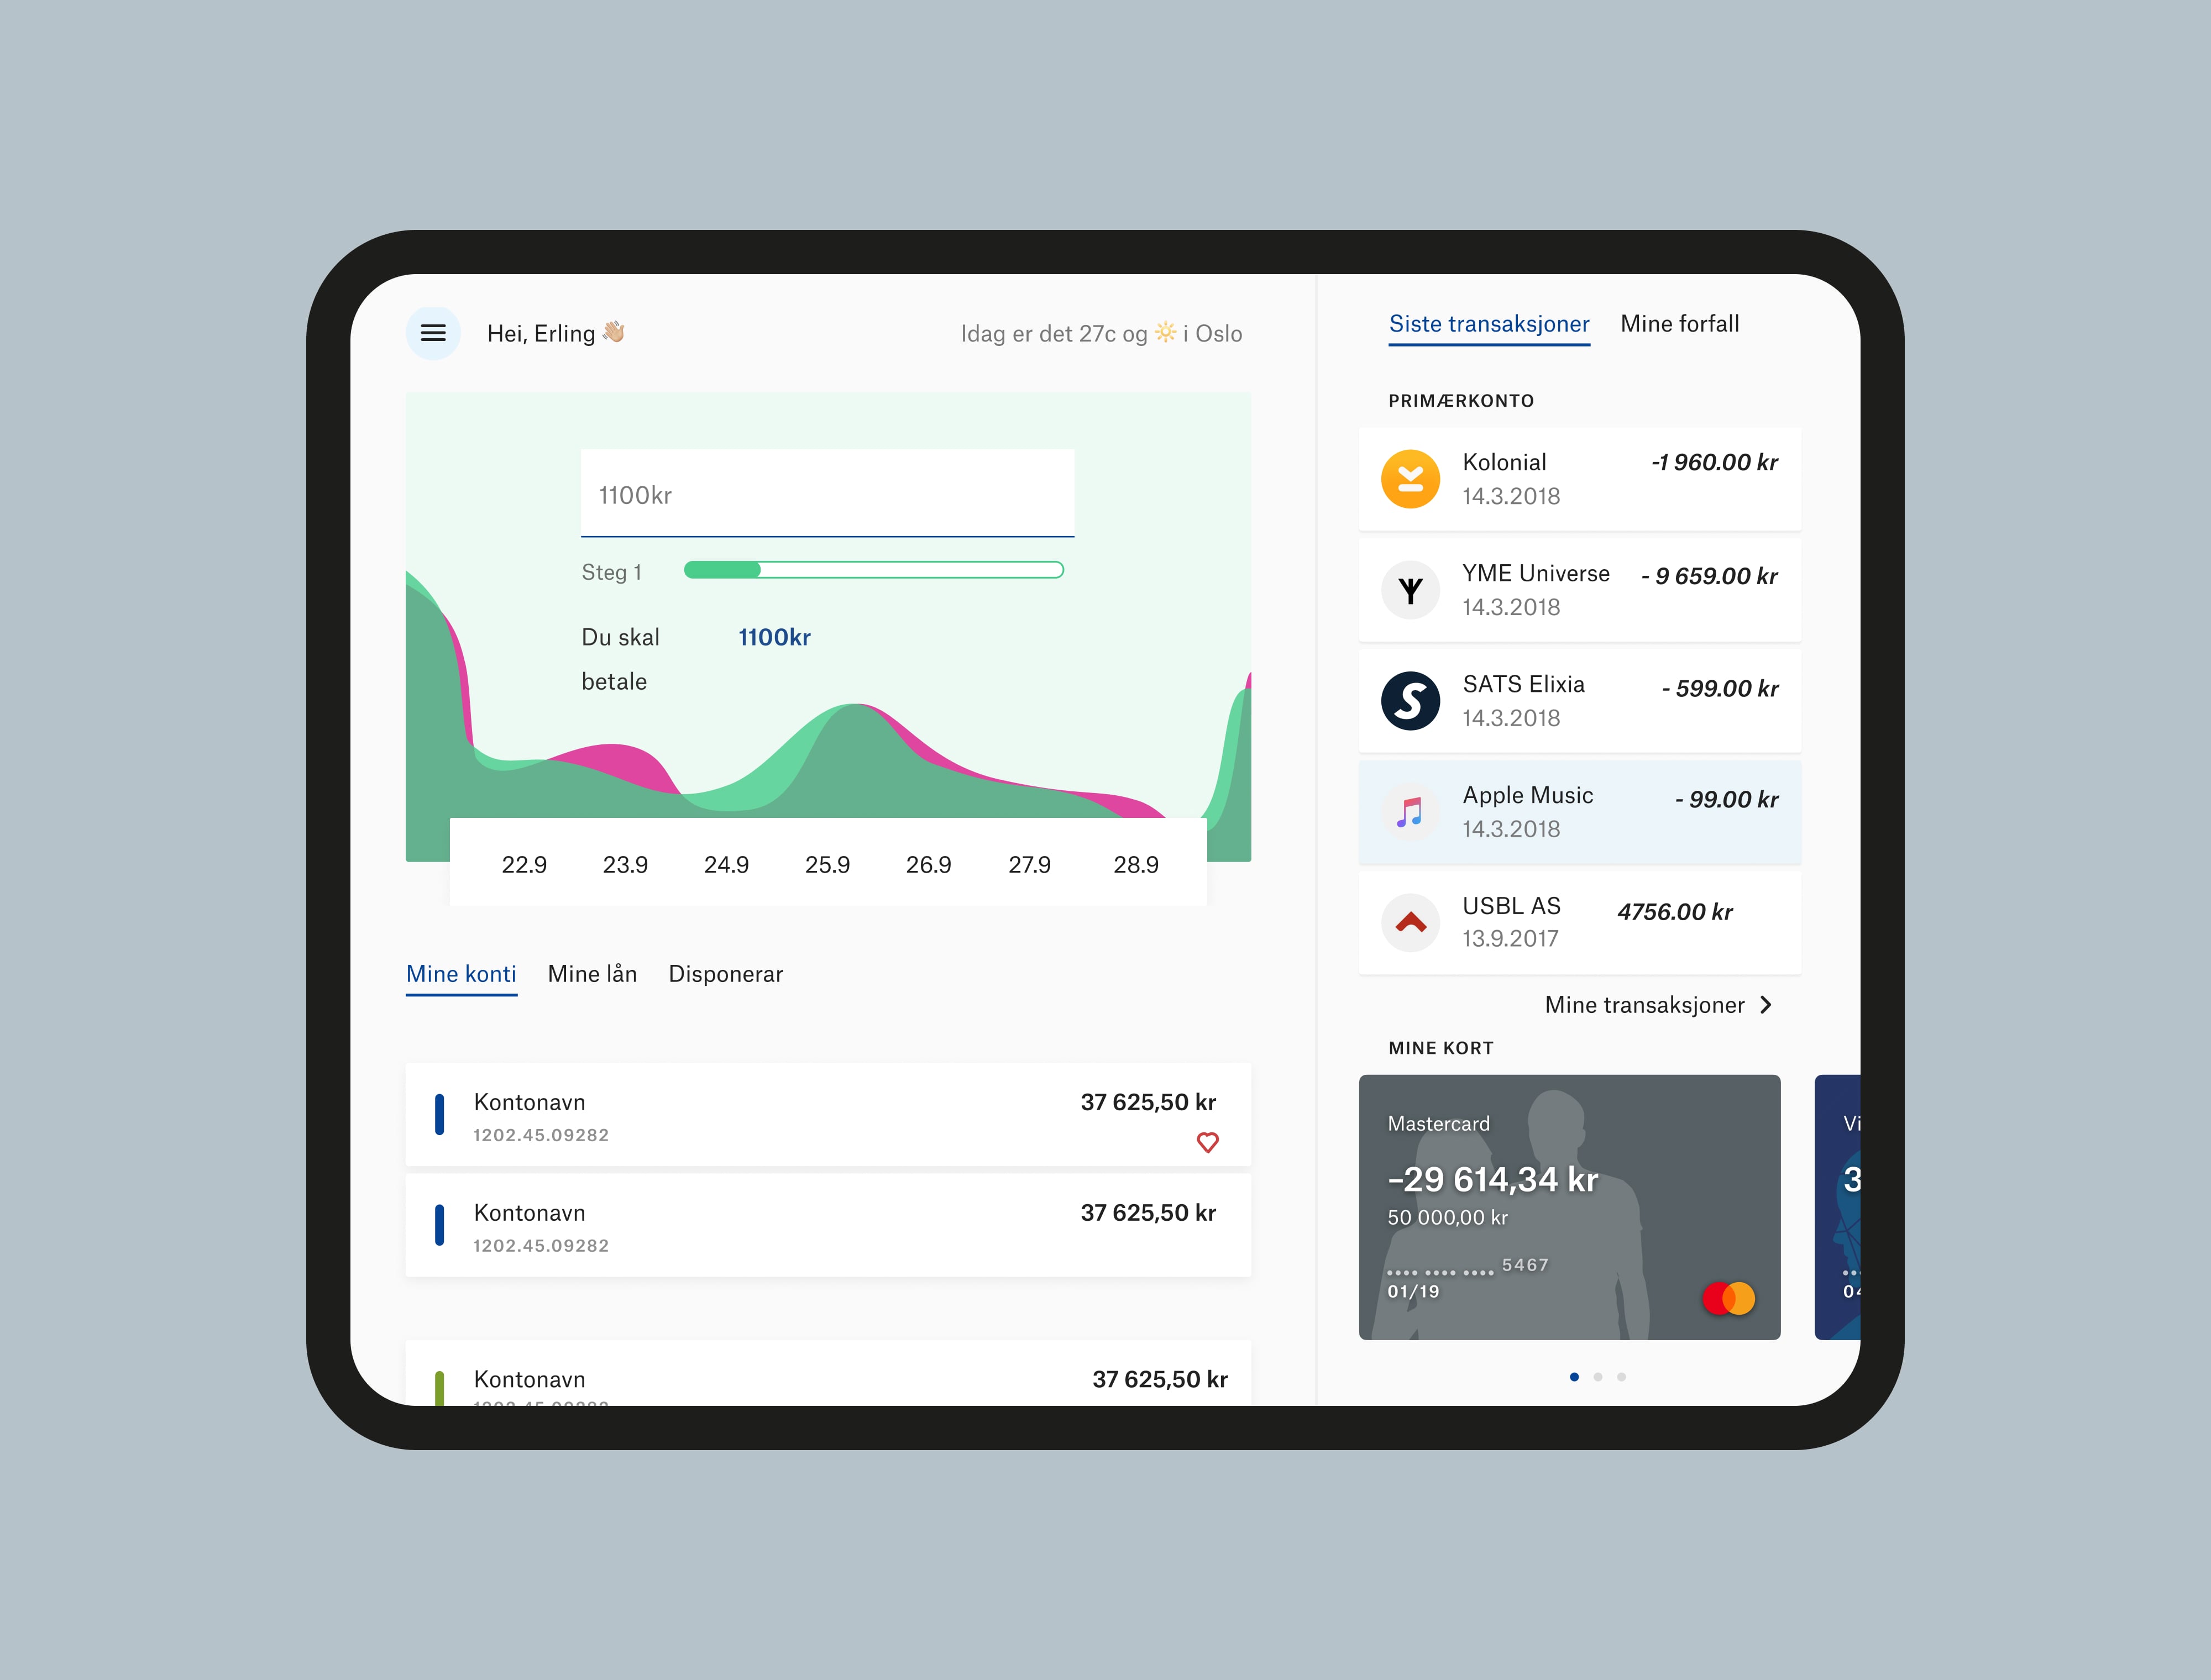 Hei, Erling 👋🏼
Idag er det 27c og ☀️ i Oslo
1100kr
Steg 1
Du skal 1100kr
betale
22.9 23.9 24.9 25.9 26.9 27.9 28.9
Mine konti Mine lån Disponerar
Kontonavn 37 625,50 kr
1202.45.09282
Kontonavn 37 625,50 kr
1202.45.09282
Kontonavn 37 625,50 kr
Siste transaksjoner Mine forfall
PRIMÆRKONTO
Kolonial -1 960.00 kr
14.3.2018
YME Universe - 9 659.00 kr
14.3.2018
SATS Elixia - 599.00 kr
14.3.2018
Apple Music - 99.00 kr
14.3.2018
USBL AS 4756.00 kr
13.9.2017
Mine transaksjoner
MINE KORT
Mastercard
–29 614,34 kr
50 000,00 kr
•••• •••• •••• 5467
01/19
Vi
3